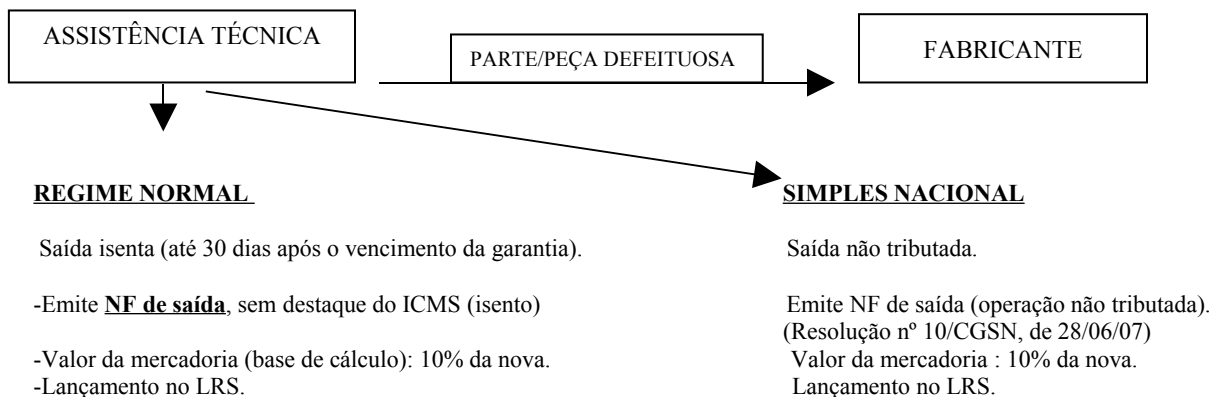 ASSISTÊNCIA TÉCNICA
PARTE/PEÇA DEFEITUOSA
FABRICANTE
REGIME NORMAL
Saída isenta (até 30 dias após o vencimento da garantia).
-Emite NF de saída, sem destaque do ICMS (isento)
-Valor da mercadoria (base de cálculo): 10% da nova.
-Lançamento no LRS.
SIMPLES NACIONAL
Saída não tributada.
Emite NF de saída (operação não tributada).
(Resolução nº 10/CGSN, de 28/06/07)
Valor da mercadoria : 10% da nova.
Lançamento no LRS.